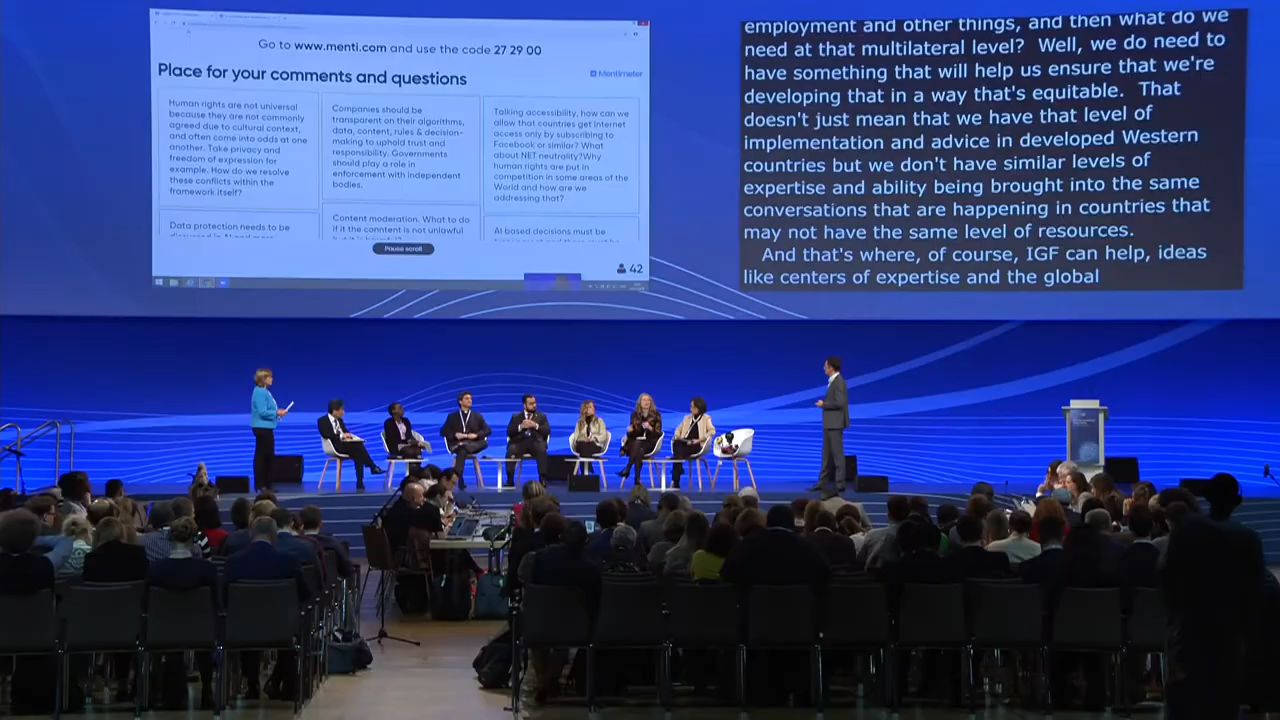 Go to www.menti.com and use the code 27 29 00
Place for your comments and questions
Mentimeter
Human rights are not universal
because they are not commonly
agreed due to cultural context,
and often come into odds at one
another. Take privacy and
freedom of expression for
example. How do we resolve
these conflicts within the
framework itself?
Companies should be
transparent on their algorithms,
data, content, rules & decision-
making to uphold trust and
responsibility. Governments
should play a role in
enforcement with independent
bodies.
Talking accessibility, how can we
allow that countries get internet
access only by subscribing to
Facebook or similar? What
about NET neutrality?Why
human rights are put in
competition in some areas of the
World and how are we
addressing that?
Data protection needs to be
Content moderation. What to do
if it the conntent is not unlawful
AI based decisions must be
Pause scroll
42
employment and other things, and then what do we
need at that multilateral level? Well, we do need to
have something that will help us ensure that we're
developing that in a way that's equitable. That
doesn't just mean that we have that level of
implementation and advice in developed Western
countries but we don't have similar levels of
expertise and ability being brought into the same
conversations that are happening in countries that
may not have the same level of resources.
And that's where, of course, IGF can help, ideas
like centers of expertise and the global